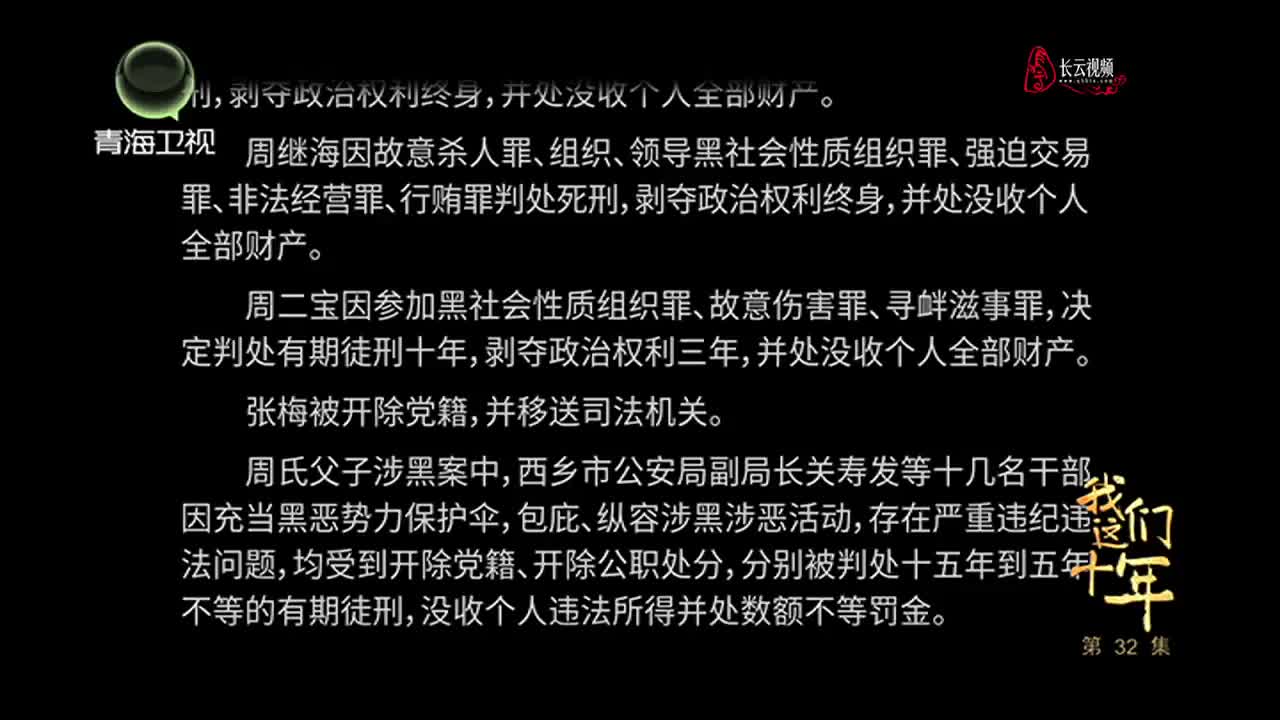 刑，剥夺政治权利终身，并处没收个人全部财产。
青海卫视
长云视频
周继海因故意杀人罪、组织、领导黑社会性质组织罪、强迫交易
罪、非法经营罪、行贿罪判处死刑，剥夺政治权利终身，并处没收个人
全部财产。
周二宝因参加黑社会性质组织罪、故意伤害罪、寻衅滋事罪，决
定判处有期徒刑十年，剥夺政治权利三年，并处没收个人全部财产。
张梅被开除党籍，并移送司法机关。
周氏父子涉黑案中，西乡市公安局副局长关寿发等十几名干部
因充当黑恶势力保护伞，包庇、纵容涉黑涉恶活动，存在严重违纪违
法问题，均受到开除党籍、开除公职处分，分别被判处十五年到五年
不等的有期徒刑，没收个人违法所得并处数额不等罚金。
我们
这
十年
第 32 集